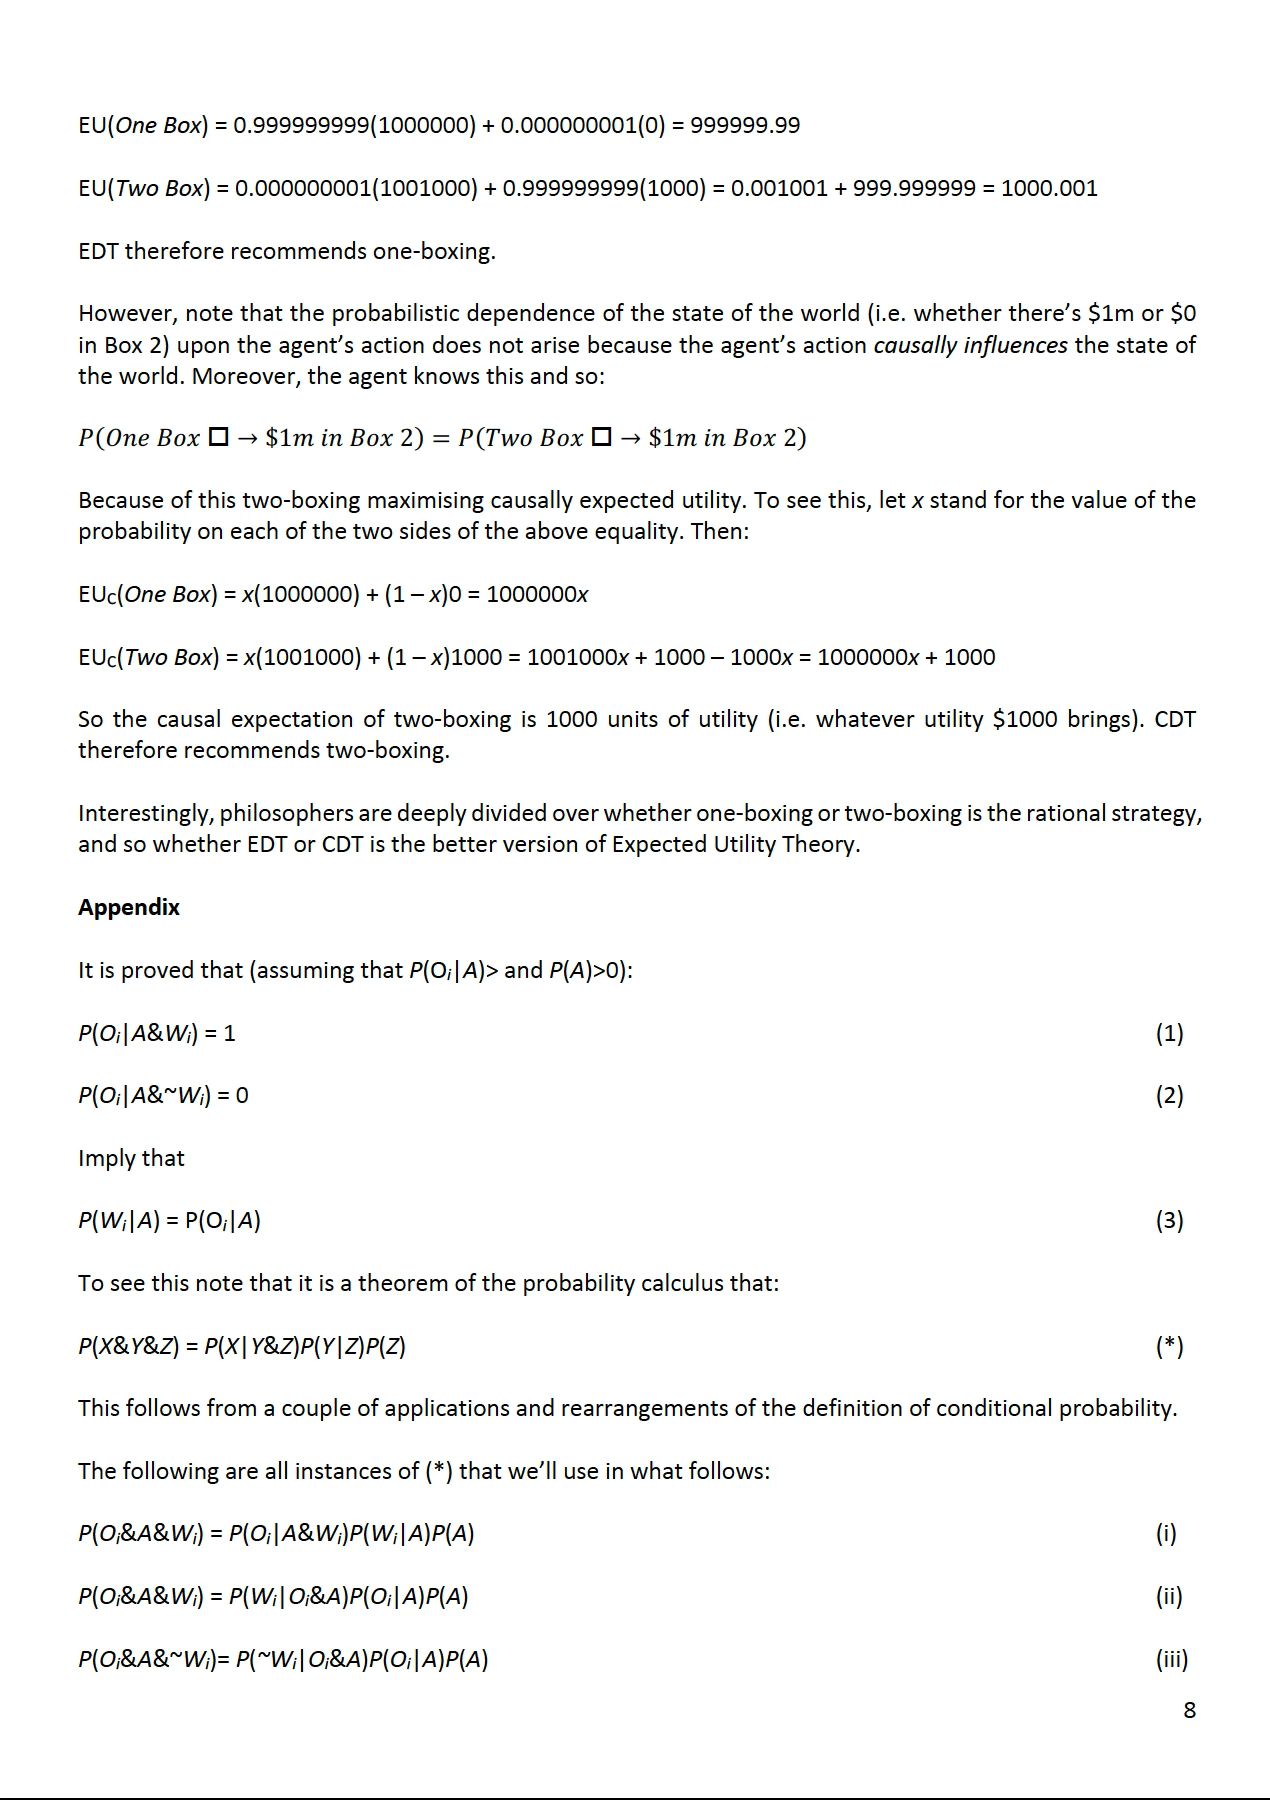 EU(One Box) = 0.999999999(1000000) + 0.000000001(0) = 999999.99
EU(Two Box) = 0.000000001(1001000) + 0.999999999(1000) = 0.001001 + 999.999999 = 1000.001
EDT therefore recommends one-boxing.
However, note that the probabilistic dependence of the state of the world (i.e. whether there’s $1m or $0
in Box 2) upon the agent’s action does not arise because the agent’s action causally influences the state of
the world. Moreover, the agent knows this and so:
P(One Box □ → $1m in Box 2) = P(Two Box □ → $1m in Box 2)
Because of this two-boxing maximising causally expected utility. To see this, let x stand for the value of the
probability on each of the two sides of the above equality. Then:
EUC(One Box) = x(1000000) + (1 – x)0 = 1000000x
EUC(Two Box) = x(1001000) + (1 – x)1000 = 1001000x + 1000 – 1000x = 1000000x + 1000
So the causal expectation of two-boxing is 1000 units of utility (i.e. whatever utility $1000 brings). CDT
therefore recommends two-boxing.
Interestingly, philosophers are deeply divided over whether one-boxing or two-boxing is the rational strategy,
and so whether EDT or CDT is the better version of Expected Utility Theory.
Appendix
It is proved that (assuming that P(Oi|A)> and P(A)>0):
P(Oi|A&Wi) = 1 (1)
P(Oi|A&~Wi) = 0 (2)
Imply that
P(Wi|A) = P(Oi|A) (3)
To see this note that it is a theorem of the probability calculus that:
P(X&Y&Z) = P(X|Y&Z)P(Y|Z)P(Z) (*)
This follows from a couple of applications and rearrangements of the definition of conditional probability.
The following are all instances of (*) that we’ll use in what follows:
P(Oi&A&Wi) = P(Oi|A&Wi)P(Wi|A)P(A) (i)
P(Oi&A&Wi) = P(Wi|Oi&A)P(Oi|A)P(A) (ii)
P(Oi&A&~Wi)= P(~Wi|Oi&A)P(Oi|A)P(A) (iii)
8